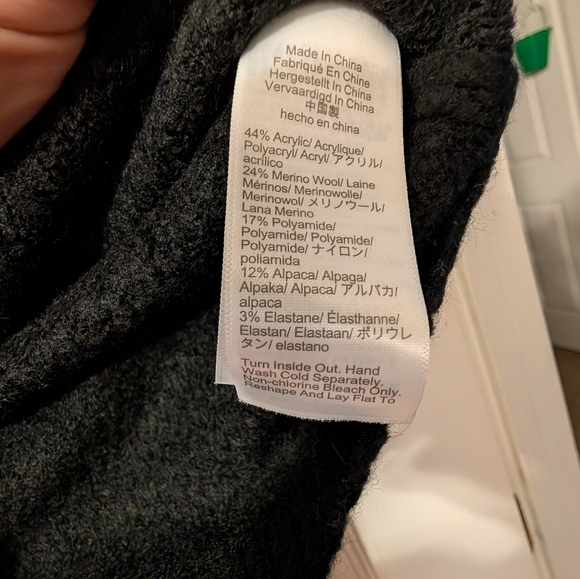 Made In China
Fabriqué En Chine
Hergestellt In China
Vervaardigd In China
中国製
hecho en china
44% Acrylic/ Acrylique/
Polyacryl/ Acryl/ アクリル/
acrílico
24% Merino Wool/ Laine
Mérinos/ Merinowolle/
Merinowol/ メリノウール/
Lana Merino
17% Polyamide/
Polyamide/ Polyamide/
Polyamide/ ナイロン/
poliamida
12% Alpaca/ Alpaga/
Alpaka/ Alpaca/ アルパカ/
alpaca
3% Elastane/ Élasthanne/
Elastan/ Elastaan/ ポリウレ
タン/ elastano
Turn Inside Out. Hand
Wash Cold Separately.
Non-chlorine Bleach Only.
Reshape And Lay Flat To